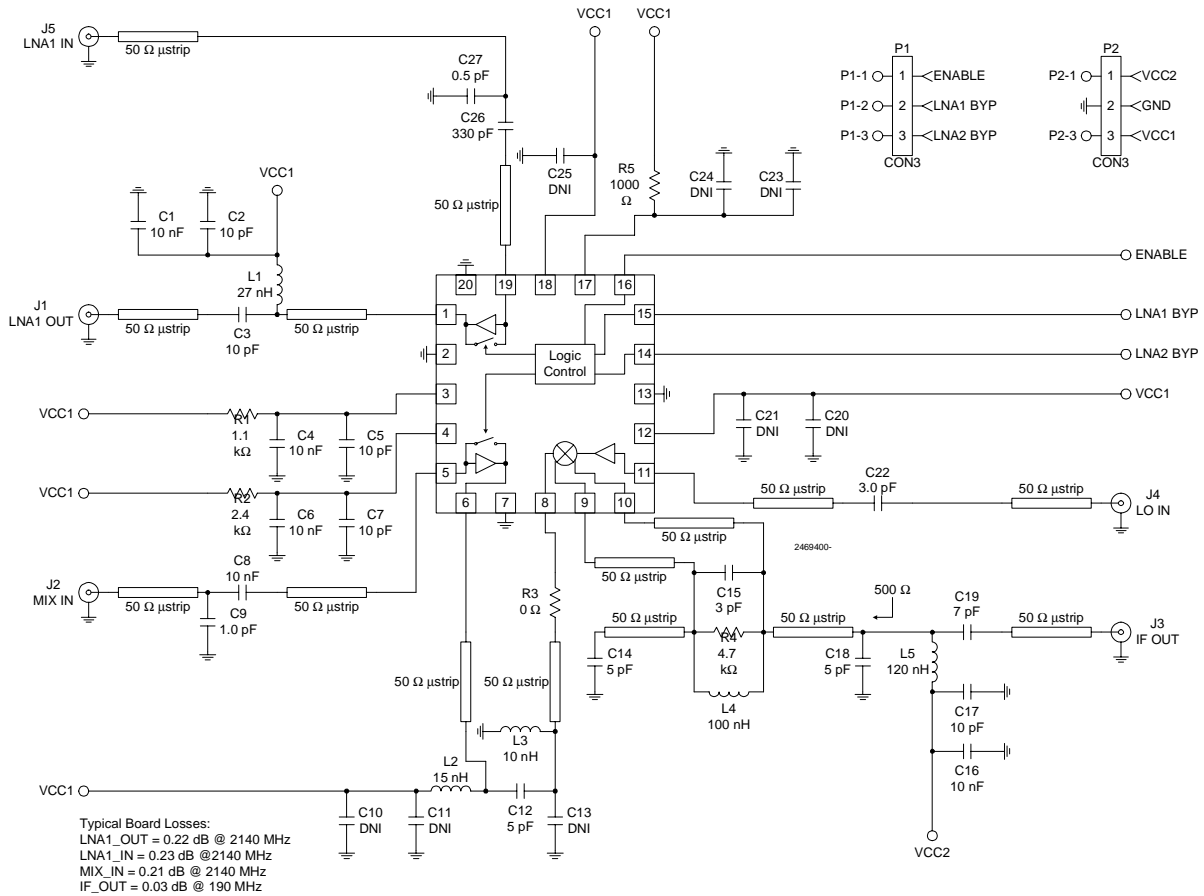 J5
LNA1 IN
50 Ω µstrip
C27
0.5 pF
C26
330 pF
50 Ω µstrip
VCC1
VCC1
C25
DNI
R5
1000
Ω
C24
DNI
C23
DNI
P1
P1-1
1
ENABLE
P1-2
2
LNA1 BYP
P1-3
3
LNA2 BYP
CON3
P2
P2-1
1
VCC2
2
GND
P2-3
3
VCC1
CON3
VCC1
C1
10 nF
C2
10 pF
L1
27 nH
J1
LNA1 OUT
50 Ω µstrip
C3
10 pF
50 Ω µstrip
20
19
18
17
16
1
2
3
4
5
15
14
13
12
11
6
7
8
9
10
Logic
Control
ENABLE
LNA1 BYP
LNA2 BYP
VCC1
C21
DNI
C20
DNI
VCC1
R1
1.1
kΩ
C4
10 nF
C5
10 pF
VCC1
R2
2.4
kΩ
C6
10 nF
C7
10 pF
50 Ω µstrip
C22
3.0 pF
50 Ω µstrip
J4
LO IN
J2
MIX IN
50 Ω µstrip
C8
10 nF
C9
1.0 pF
50 Ω µstrip
50 Ω µstrip
2469400-
50 Ω µstrip
R3
0 Ω
C15
3 pF
50 Ω µstrip
R4
4.7
kΩ
50 Ω µstrip
500 Ω
C19
7 pF
50 Ω µstrip
J3
IF OUT
C14
5 pF
L4
100 nH
C18
5 pF
L5
120 nH
C17
10 pF
C16
10 nF
VCC2
50 Ω µstrip
50 Ω µstrip
L3
10 nH
L2
15 nH
VCC1
C10
DNI
C11
DNI
C12
5 pF
C13
DNI
Typical Board Losses:
LNA1_OUT = 0.22 dB @ 2140 MHz
LNA1_IN = 0.23 dB @2140 MHz
MIX_IN = 0.21 dB @ 2140 MHz
IF_OUT = 0.03 dB @ 190 MHz